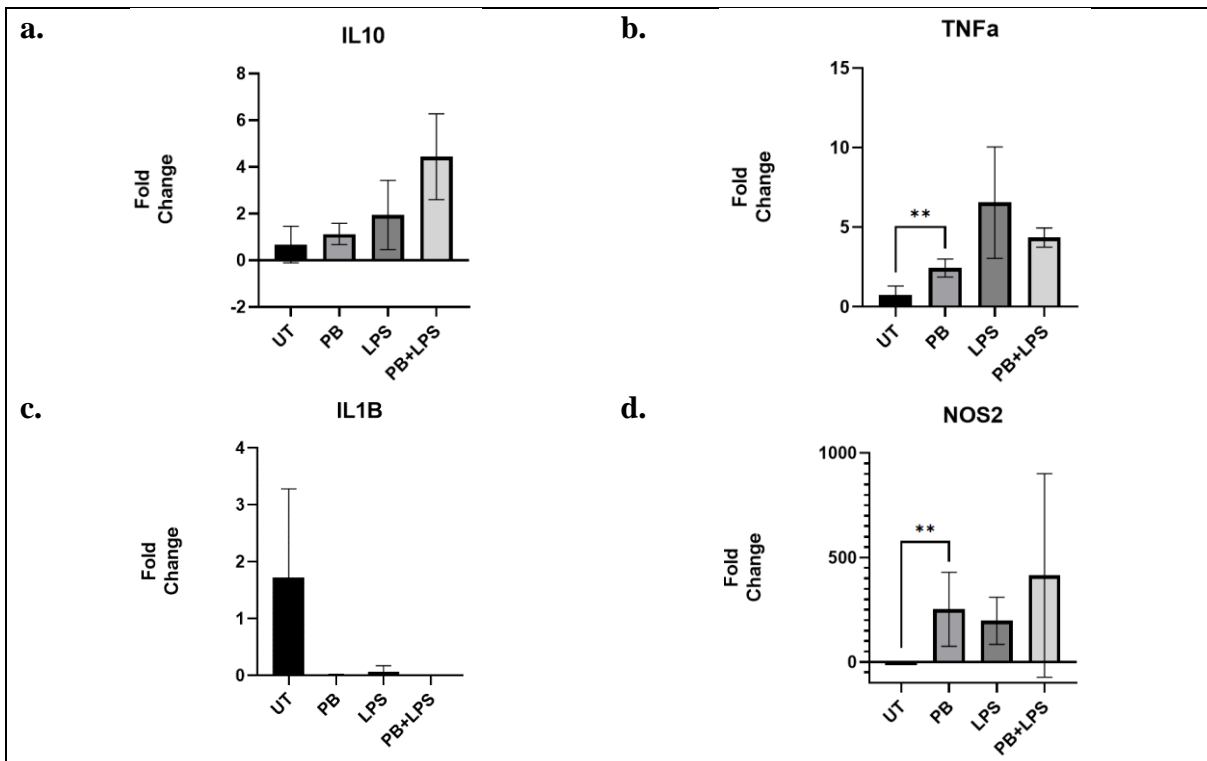 a.
IL10
Fold
Change
8
6
4
2
0
-2
UT
PB
LPS
PB+LPS
b.
TNFa
Fold
Change
15
10
5
0
**
UT
PB
LPS
PB+LPS
c.
IL1B
Fold
Change
4
3
2
1
0
UT
PB
LPS
PB+LPS
d.
NOS2
Fold
Change
1000
500
0
**
UT
PB
LPS
PB+LPS